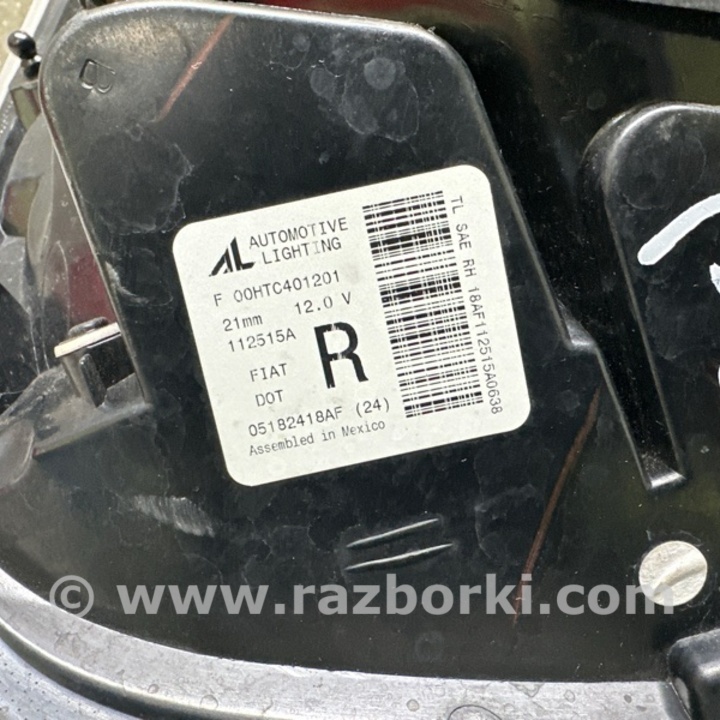 B
AL AUTOMOTIVE
LIGHTING
F 00HTC401201
21mm 12.0 V
112515A
FIAT
DOT
R
05182418AF (24)
Assembled in Mexico
TL SAE RH 18AF112515A0638
© www.razborki.com